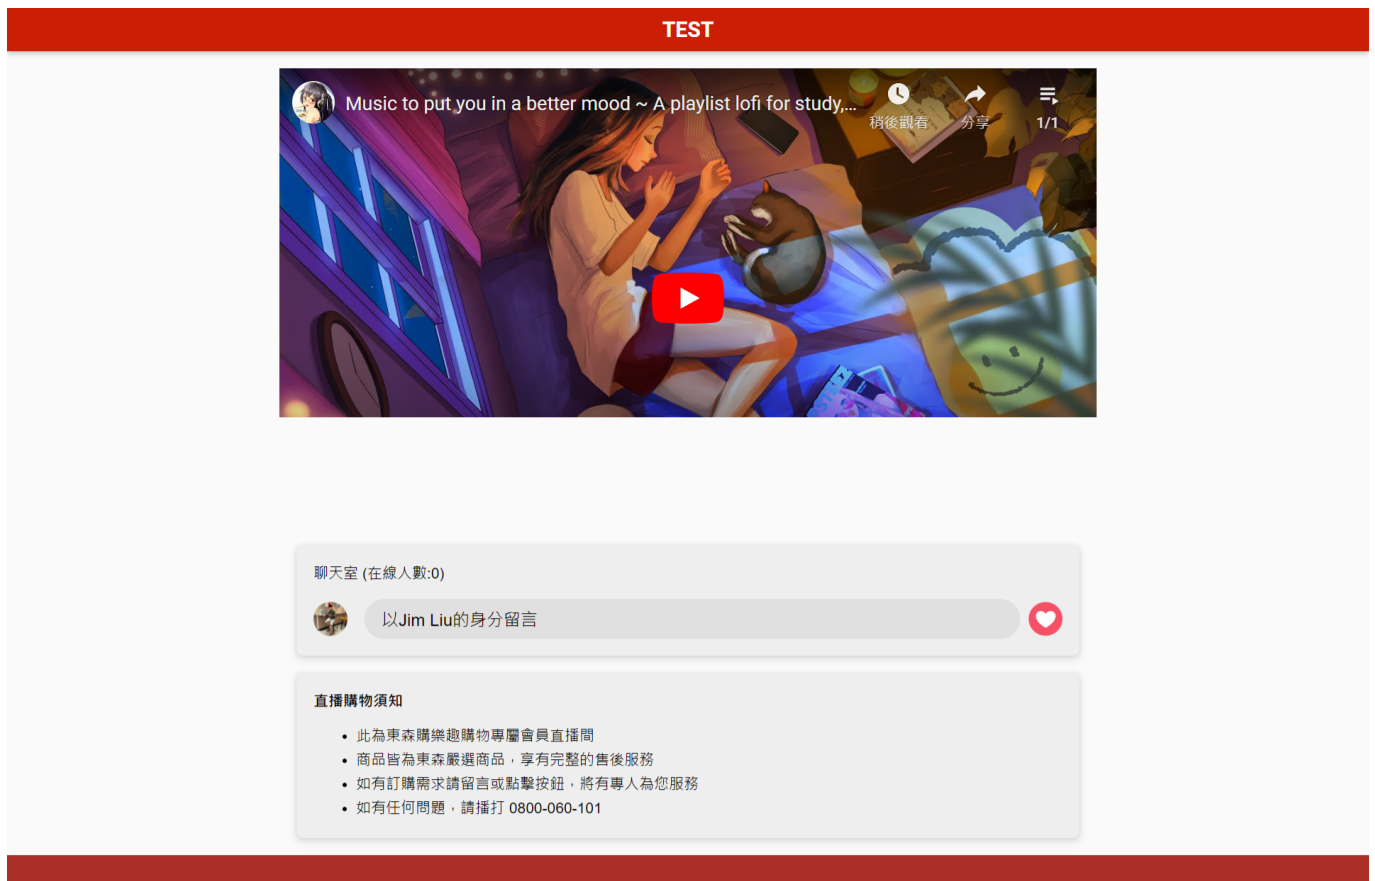 TEST
Music to put you in a better mood ~ A playlist lofi for study,...
稍後觀看
分享
1/1
聊天室 (在線人數:0)
以Jim Liu的身分留言
直播購物須知
此為東森購樂趣購物專屬會員直播間
商品皆為東森嚴選商品，享有完整的售後服務
如有訂購需求請留言或點擊按鈕，將有專人為您服務
如有任何問題，請播打 0800-060-101